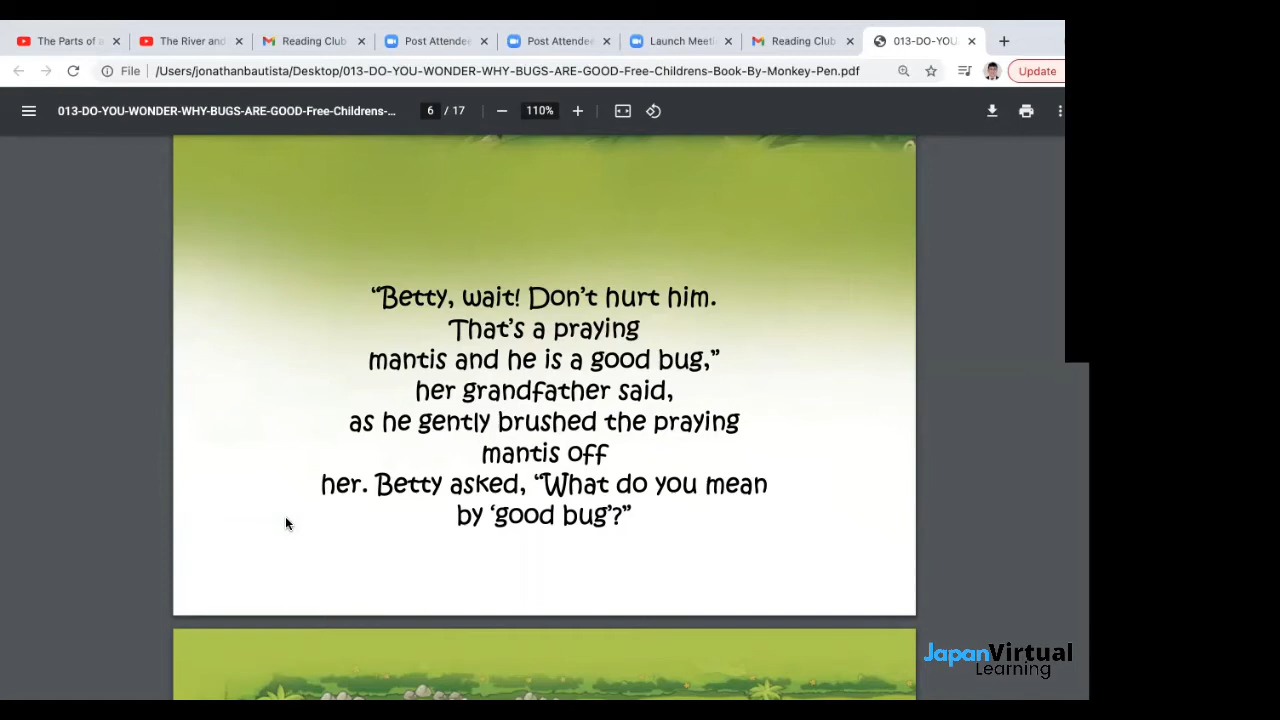 The Parts of a
The River and
Reading Club
Post Attende
Post Attende
Launch Meeti
Reading Club
013-DO-YOU
File
/Users/jonathanbautista/Desktop/013-DO-YOU-WONDER-WHY-BUGS-ARE-GOOD-Free-Childrens-Book-By-Monkey-Pen.pdf
Update
013-DO-YOU-WONDER-WHY-BUGS-ARE-GOOD-Free-Childrens-...
6 / 17
110%
“Betty, wait! Don’t hurt him.
That’s a praying
mantis and he is a good bug,”
her grandfather said,
as he gently brushed the praying
mantis off
her. Betty asked, “What do you mean
by ‘good bug’?”
JapanVirtual
Learning